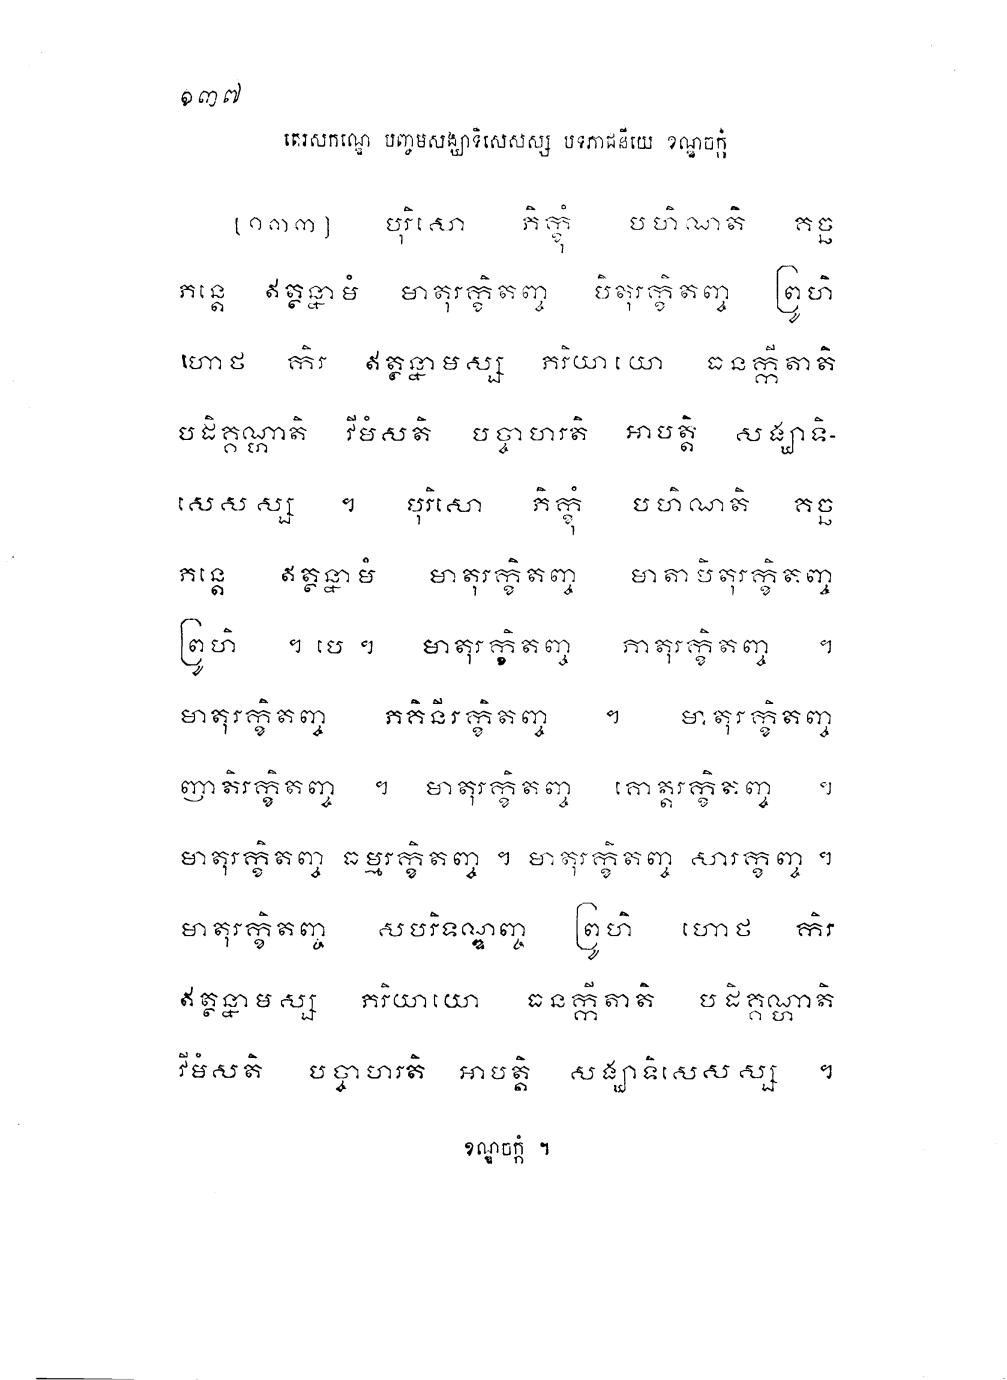 ១៣៧
តេរសកណ្ឌេ បញ្ចមសង្ឃាទិសេសស្ស បទភាជនីយេ ខណ្ឌចក្កំ
[១៣៣] បុរិសោ ភិក្ខុំ បហិណតិ គច្ឆ
ភន្តេ ឥត្ថន្នាមំ មាតុរក្ខិតញ្ច បិតុរក្ខិតញ្ច ព្រូហិ
ហោថ កិរ ឥត្ថន្នាមស្ស ភរិយាយោ ធនក្កីតាតិ
បដិគ្គណ្ហាតិ វីមំសតិ បច្ចាហរតិ អាបត្តិ សង្ឃាទិ-
សេសស្ស ។ បុរិសោ ភិក្ខុំ បហិណតិ គច្ឆ
ភន្តេ ឥត្ថន្នាមំ មាតុរក្ខិតញ្ច មាតាបិតុរក្ខិតញ្ច
ព្រូហិ ។ បេ ។ មាតុរក្ខិតញ្ច ភាតុរក្ខិតញ្ច ។
មាតុរក្ខិតញ្ច ភគិនីរក្ខិតញ្ច ។ មាតុរក្ខិតញ្ច
ញាតិរក្ខិតញ្ច ។ មាតុរក្ខិតញ្ច គោត្តរក្ខិតញ្ច ។
មាតុរក្ខិតញ្ច ធម្មរក្ខិតញ្ច ។ មាតុរក្ខិតញ្ច សារក្ខញ្ច ។
មាតុរក្ខិតញ្ច សបរិទណ្ឌញ្ច ព្រូហិ ហោថ កិរ
ឥត្ថន្នាមស្ស ភរិយាយោ ធនក្កីតាតិ បដិគ្គណ្ហាតិ
វីមំសតិ បច្ចាហរតិ អាបត្តិ សង្ឃាទិសេសស្ស ។
ខណ្ឌចក្កំ ។